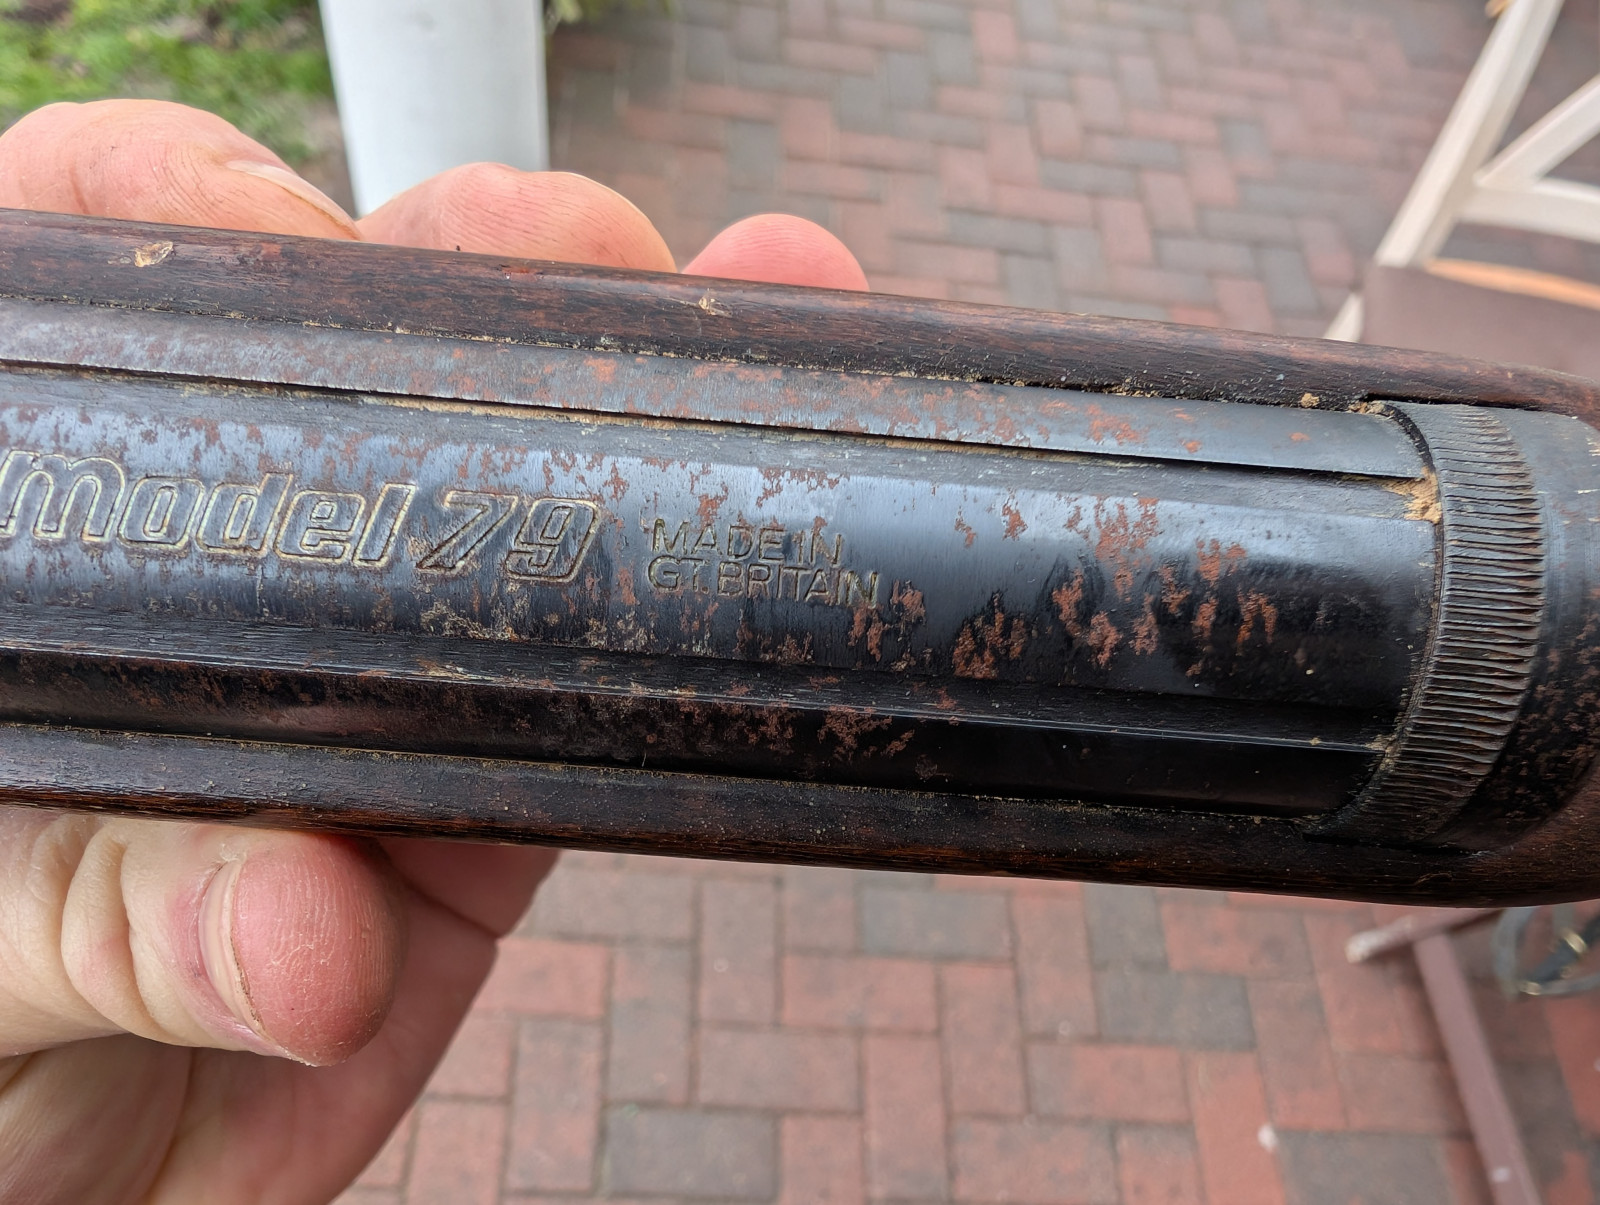 Model 79
MADE IN
GT. BRITAIN